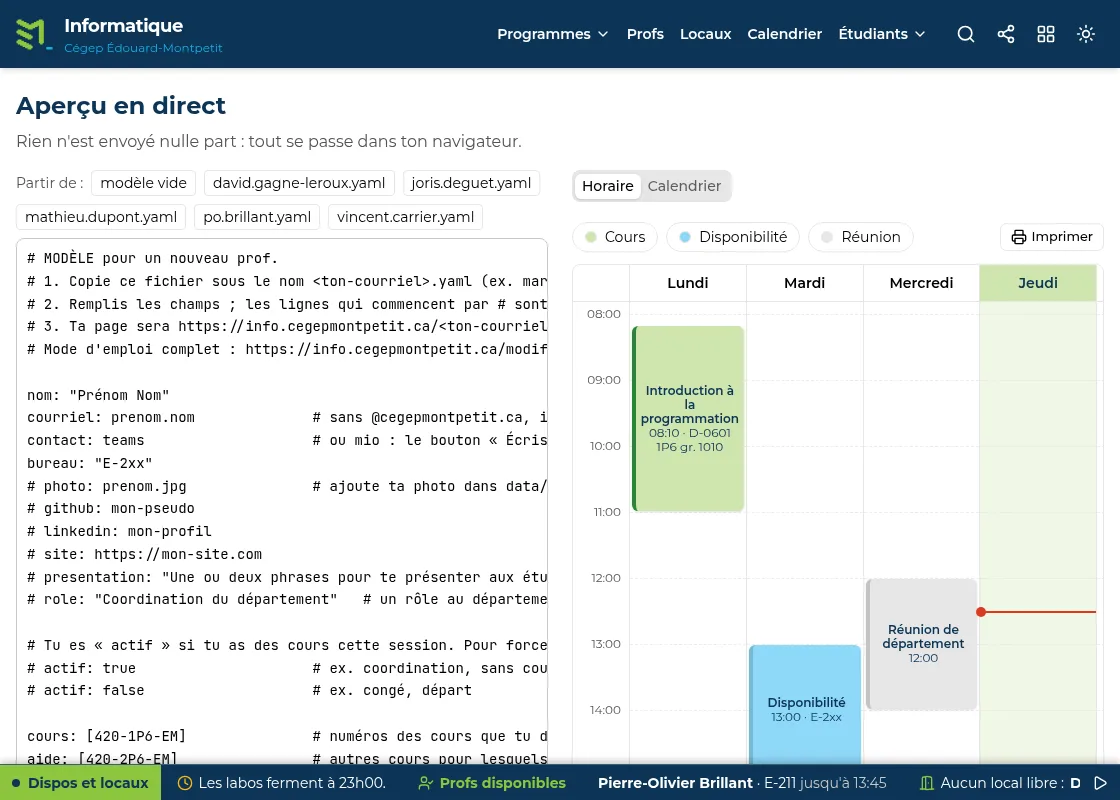 Informatique
Cégep Édouard-Montpetit
Programmes
Profs
Locaux
Calendrier
Étudiants
Aperçu en direct
Rien n'est envoyé nulle part : tout se passe dans ton navigateur.
Partir de : modèle vide david.gagne-leroux.yaml joris.deguet.yaml
mathieu.dupont.yaml po.brillant.yaml vincent.carrier.yaml
# MODÈLE pour un nouveau prof.
# 1. Copie ce fichier sous le nom <ton-courriel>.yaml (ex. mar
# 2. Remplis les champs ; les lignes qui commencent par # sont
# 3. Ta page sera https://info.cegepmontpetit.ca/<ton-courriel
# Mode d'emploi complet : https://info.cegepmontpetit.ca/modif
nom: "Prénom Nom"
courriel: prenom.nom # sans @cegepmontpetit.ca, i
contact: teams # ou mio : le bouton « Écris
bureau: "E-2xx"
# photo: prenom.jpg # ajoute ta photo dans data/
# github: mon-pseudo
# linkedin: mon-profil
# site: https://mon-site.com
# presentation: "Une ou deux phrases pour te présenter aux étu
# role: "Coordination du département" # un rôle au départeme
# Tu es « actif » si tu as des cours cette session. Pour force
# actif: true # ex. coordination, sans cou
# actif: false # ex. congé, départ
cours: [420-1P6-EM] # numéros des cours que tu d
aide: [420-2P6-EM] # autres cours pour lesquels
Horaire Calendrier
Cours Disponibilité Réunion
Imprimer
Lundi Mardi Mercredi Jeudi
08:00
09:00
10:00
11:00
12:00
13:00
14:00
Introduction à
la
programmation
08:10 · D-0601
1P6 gr. 1010
Disponibilité
13:00 · E-2xx
Réunion de
département
12:00
Dispos et locaux
Les labos ferment à 23h00.
Profs disponibles
Pierre-Olivier Brillant · E-211 jusqu'à 13:45
Aucun local libre : D